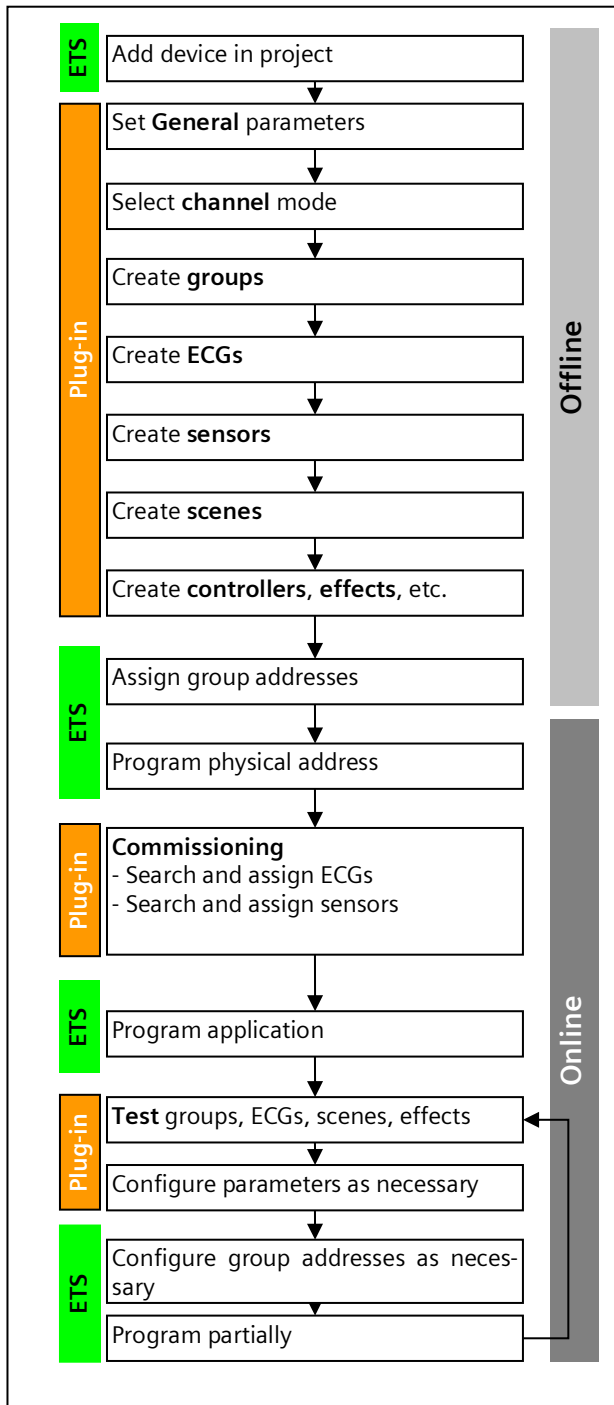 ETS
Add device in project
Plug-in
Set General parameters
Select channel mode
Create groups
Create ECGs
Create sensors
Create scenes
Create controllers, effects, etc.
Offline
ETS
Assign group addresses
Program physical address
Plug-in
Commissioning
- Search and assign ECGs
- Search and assign sensors
ETS
Program application
Online
Plug-in
Test groups, ECGs, scenes, effects
Configure parameters as necessary
ETS
Configure group addresses as neces-
sary
Program partially